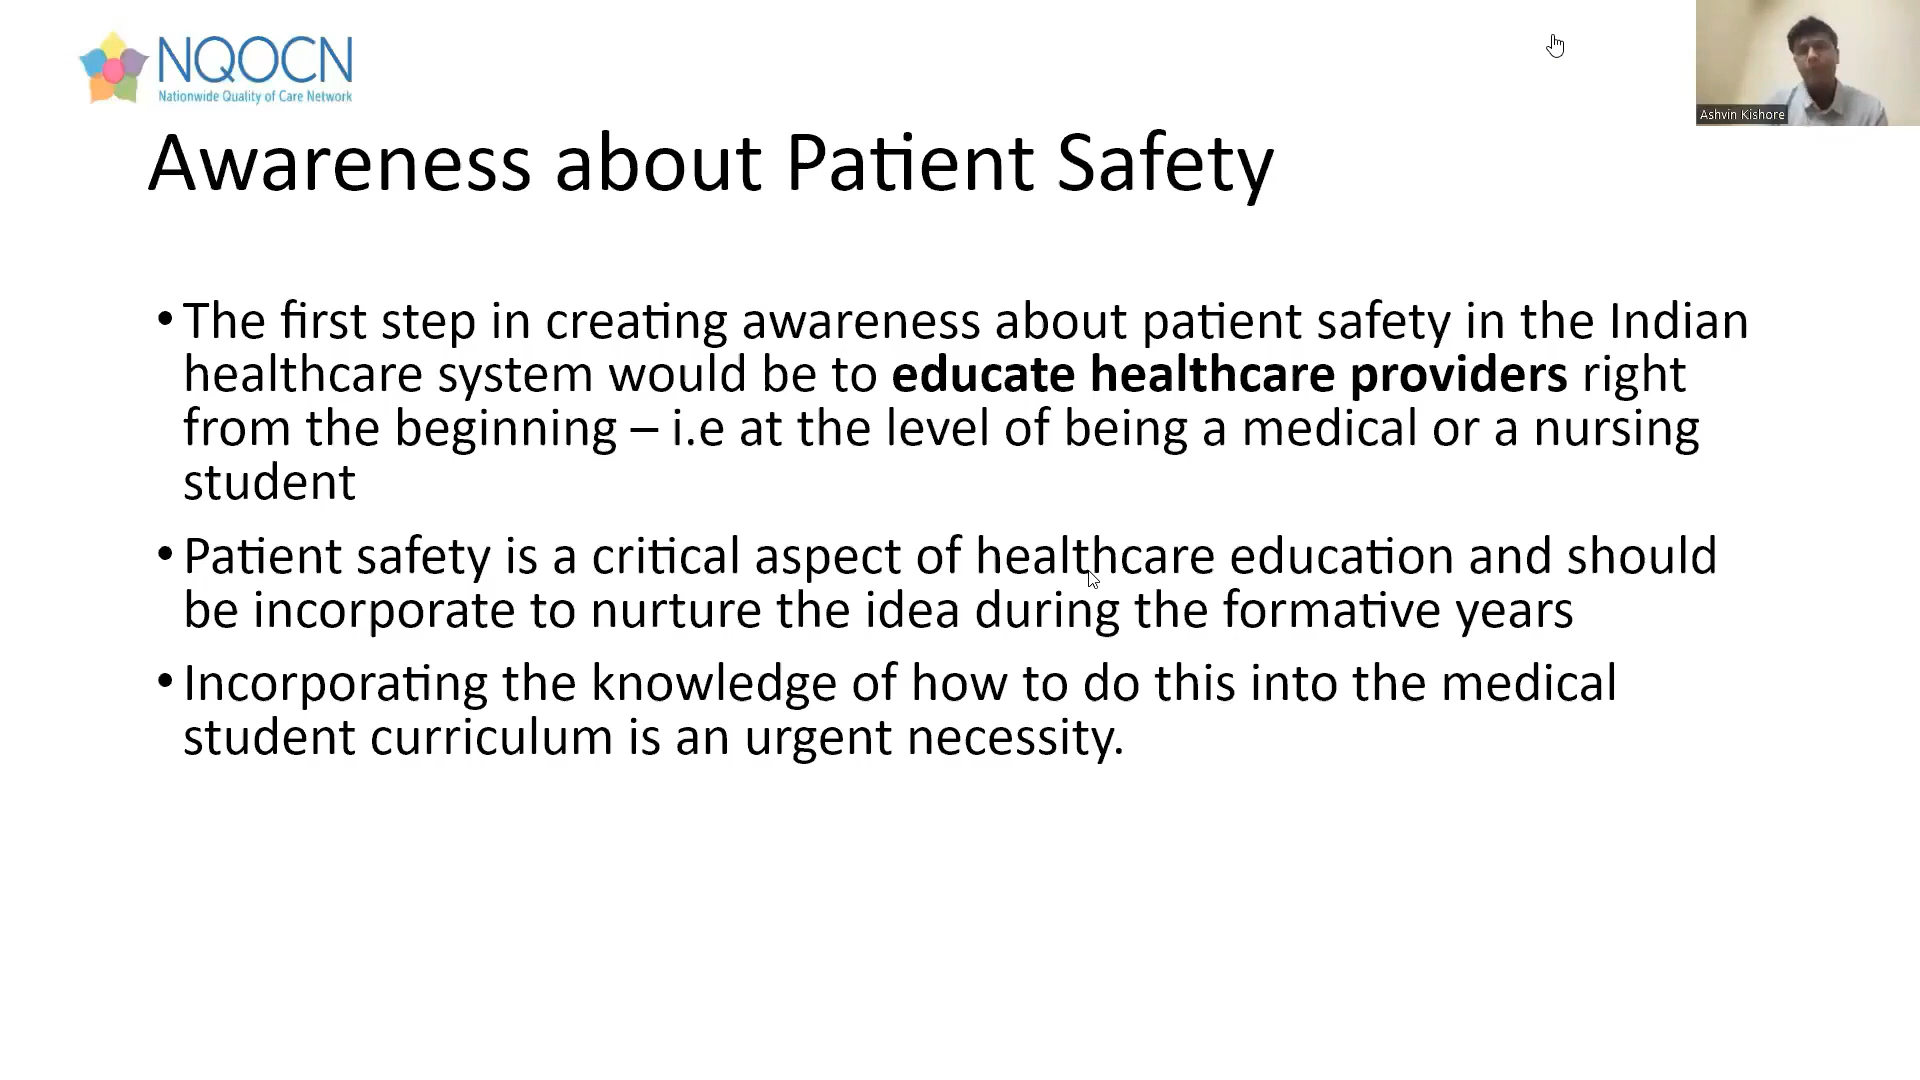 NQOCN
Nationwide Quality of Care Network
Ashvin Kishore
Awareness about Patient Safety
• The first step in creating awareness about patient safety in the Indian
healthcare system would be to educate healthcare providers right
from the beginning – i.e at the level of being a medical or a nursing
student
• Patient safety is a critical aspect of healthcare education and should
be incorporate to nurture the idea during the formative years
• Incorporating the knowledge of how to do this into the medical
student curriculum is an urgent necessity.